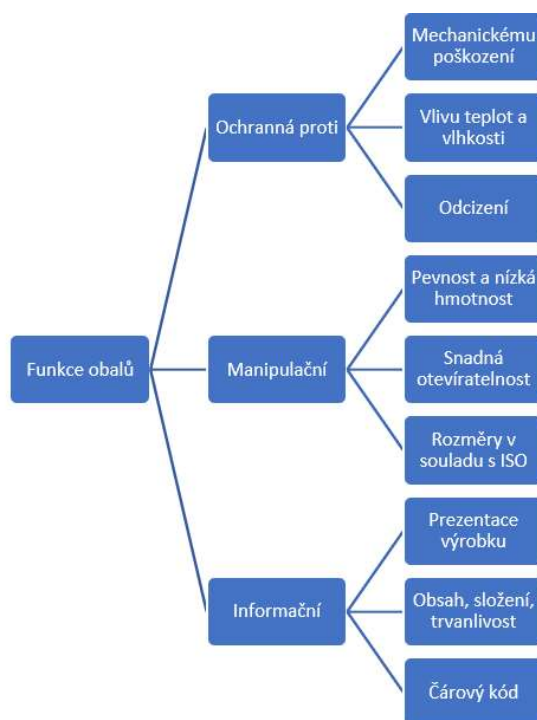 Funkce obalů
Ochranná proti
Mechanickému
poškození
Vlivu teplot a
vlhkosti
Odcizení
Manipulační
Pevnost a nízká
hmotnost
Snadná
otevíratelnost
Rozměry v
souladu s ISO
Informační
Prezentace
výrobku
Obsah, složení,
trvanlivost
Čárový kód